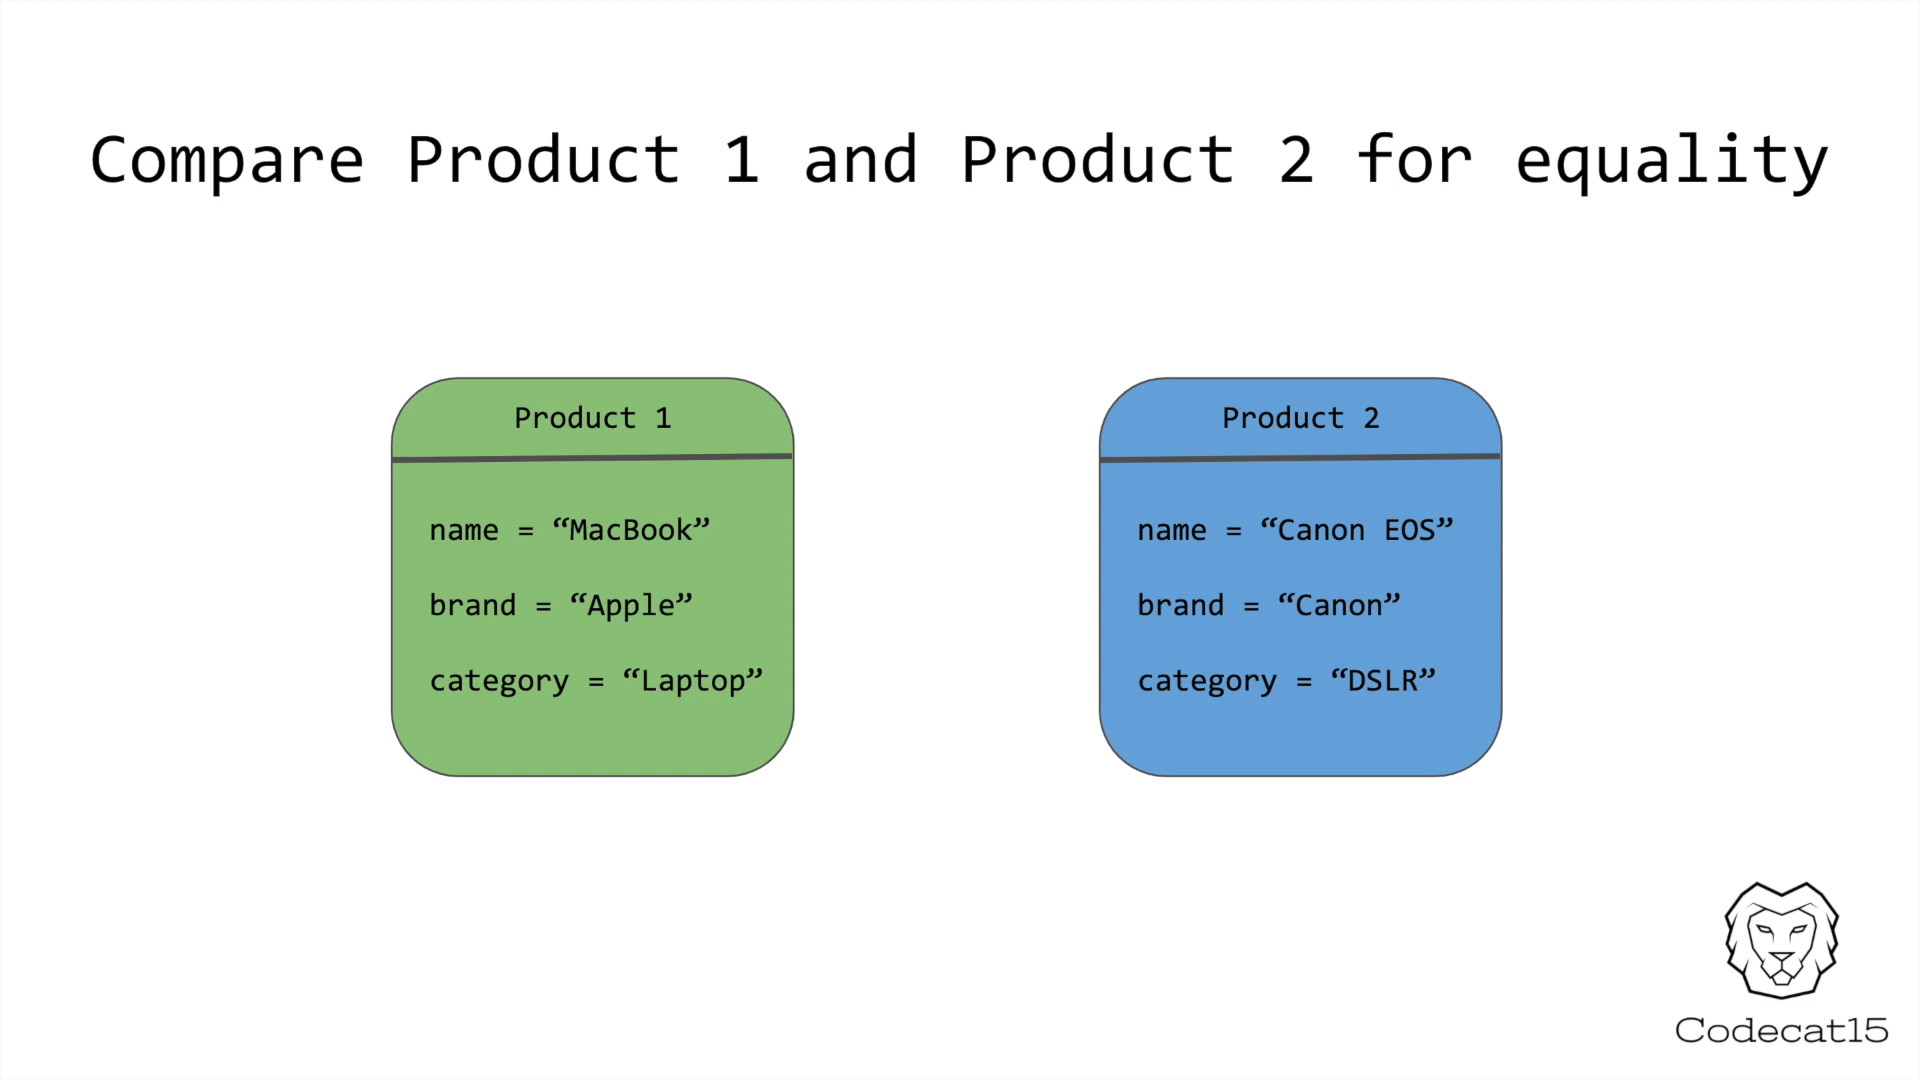 Compare Product 1 and Product 2 for equality
Product 1
name = “MacBook”
brand = “Apple”
category = “Laptop”
Product 2
name = “Canon EOS”
brand = “Canon”
category = “DSLR”
Codecat15